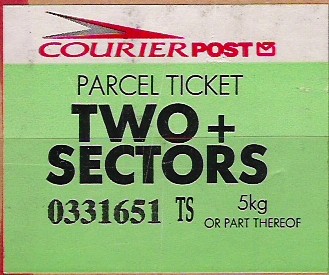 COURIERPOST
PARCEL TICKET
TWO+
SECTORS
0331651 TS 5kg
OR PART THEREOF